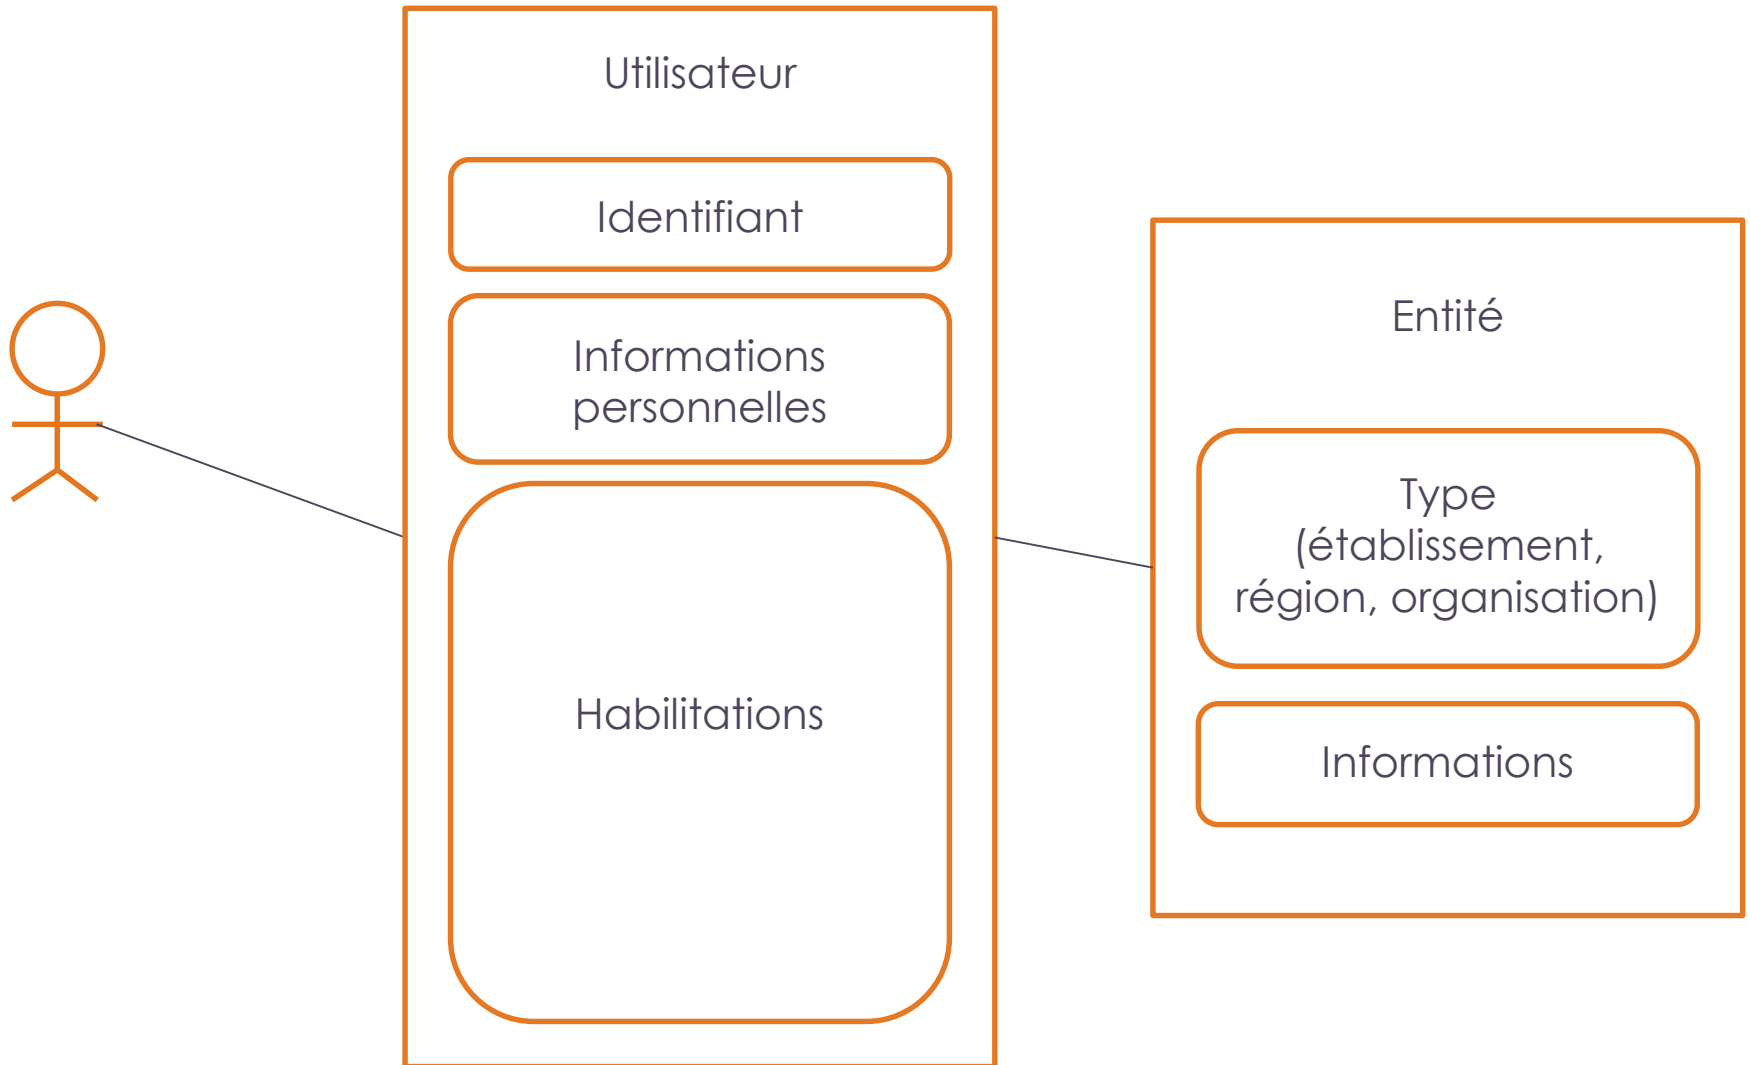 Utilisateur
Identifiant
Informations
personnelles
Habilitations
Entité
Type
(établissement,
région, organisation)
Informations